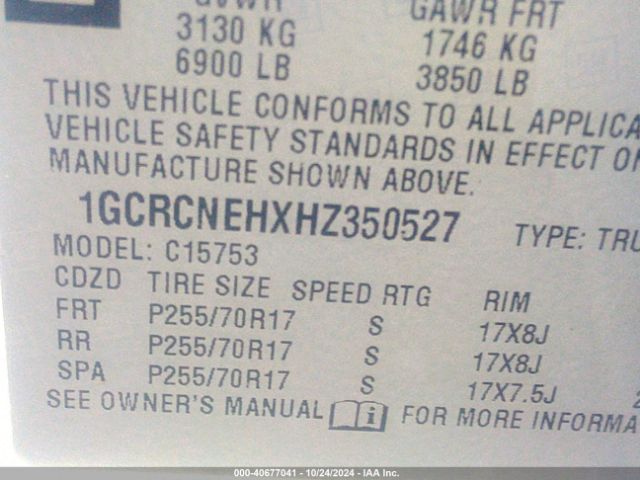 GVWR GAWR FRT
3130 KG 1746 KG
6900 LB 3850 LB
THIS VEHICLE CONFORMS TO ALL APPLICA
VEHICLE SAFETY STANDARDS IN EFFECT O
MANUFACTURE SHOWN ABOVE.
1GCRCNEHXHZ350527 TYPE: TRU
MODEL: C15753
CDZD TIRE SIZE SPEED RTG RIM
FRT P255/70R17 S 17X8J
RR P255/70R17 S 17X8J
SPA P255/70R17 S 17X7.5J
SEE OWNER'S MANUAL i FOR MORE INFORMA
000-40677041 - 10/24/2024 - IAA Inc.